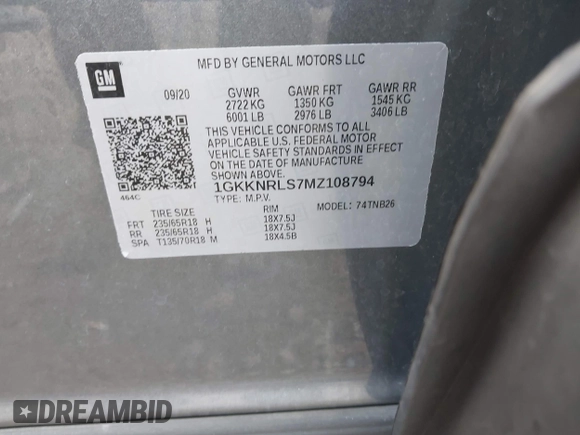 MFD BY GENERAL MOTORS LLC
GM
09/20 GVWR GAWR FRT GAWR RR
2722 KG 1350 KG 1545 KG
6001 LB 2976 LB 3406 LB
THIS VEHICLE CONFORMS TO ALL
APPLICABLE U.S. FEDERAL MOTOR
VEHICLE SAFETY STANDARDS IN EFFECT
ON THE DATE OF MANUFACTURE
SHOWN ABOVE.
1GKKNRLS7MZ108794
464C TYPE: M.P.V. MODEL: 74TNB26
TIRE SIZE RIM
FRT 235/65R18 H 18X7.5J
RR 235/65R18 H 18X7.5J
SPA T135/70R18 M 18X4.5B
DREAMBID